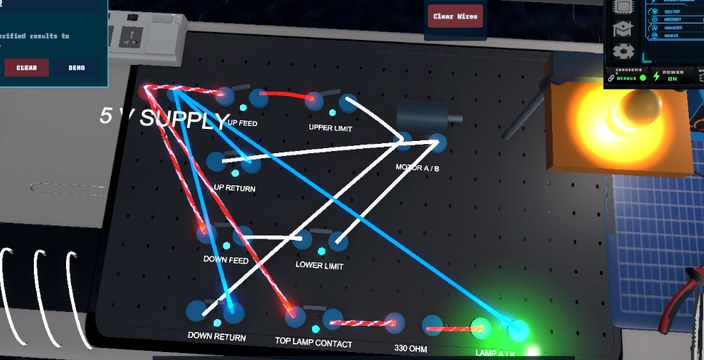 erified results to
CLEAR
DEMO
Clear Wires
POWER
ON
5 V SUPPLY
UP FEED
UPPER LIMIT
MOTOR A / B
UP RETURN
DOWN FEED
LOWER LIMIT
DOWN RETURN
TOP LAMP CONTACT
330 OHM
LAMP A / K